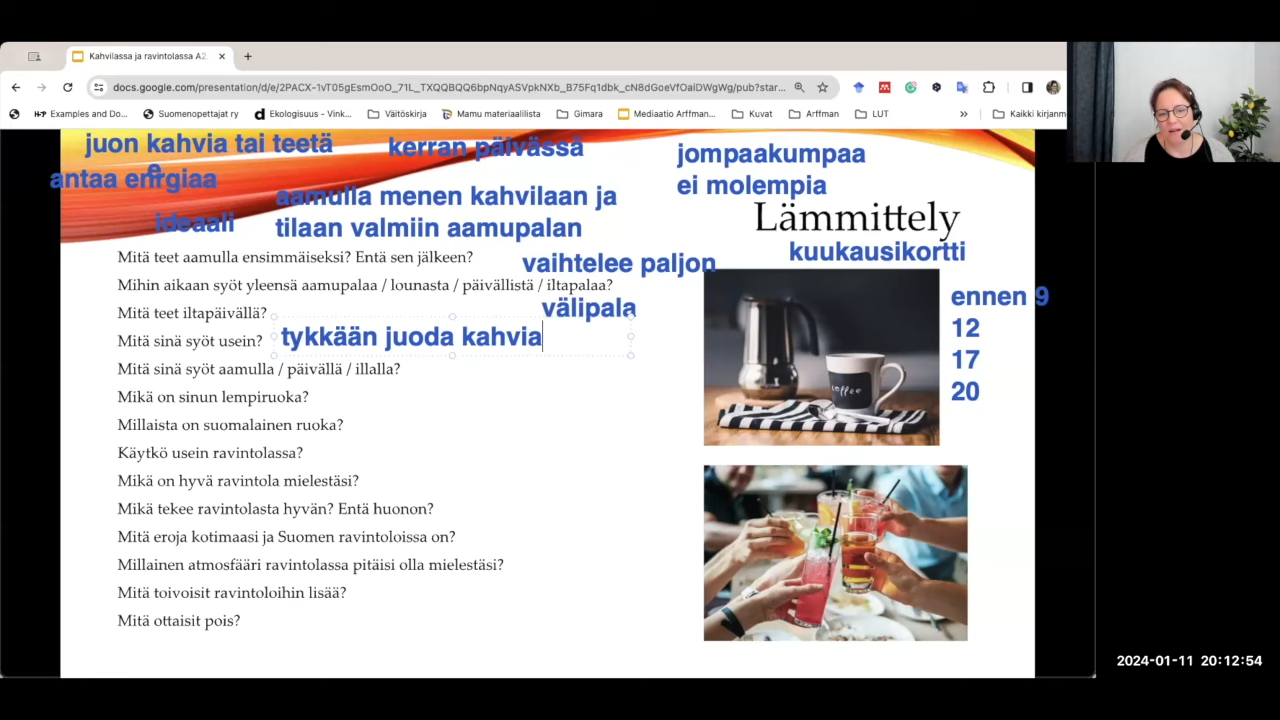 Kahvilassa ja ravintolassa A2
docs.google.com/presentation/d/e/2PACX-1vT05gEsmOoO_71L_TXQQBQQ6bpNqyASVpkNXb_B75Fq1dbk_cN8dGoeVfOaiDWgWg/pub?star...
Examples and Do...
Suomenopettajat ry
Ekologisuus - Vink...
Väitöskirja
Mamu materiaalilista
Gimara
Mediaatio Arffman...
Kuvat
Arffman
LUT
»
Kaikki kirjanm
juon kahvia tai teetä
kerran päivässä
jompaakumpaa
ei molempia
e
antaa enrgiaa
aamulla menen kahvilaan ja
tilaan valmiin aamupalan
ideaali
Lämmittely
kuukausikortti
Mitä teet aamulla ensimmäiseksi? Entä sen jälkeen?
vaihtelee paljon
Mihin aikaan syöt yleensä aamupalaa / lounasta / päivällistä / iltapalaa?
välipala
Mitä teet iltapäivällä?
Mitä sinä syöt usein?
tykkään juoda kahvia
Mitä sinä syöt aamulla / päivällä / illalla?
Mikä on sinun lempiruoka?
Millaista on suomalainen ruoka?
Käytkö usein ravintolassa?
Mikä on hyvä ravintola mielestäsi?
Mikä tekee ravintolasta hyvän? Entä huonon?
Mitä eroja kotimaasi ja Suomen ravintoloissa on?
Millainen atmosfääri ravintolassa pitäisi olla mielestäsi?
Mitä toivoisit ravintoloihin lisää?
Mitä ottaisit pois?
ennen 9
12
17
20
coffee
2024-01-11 20:12:54